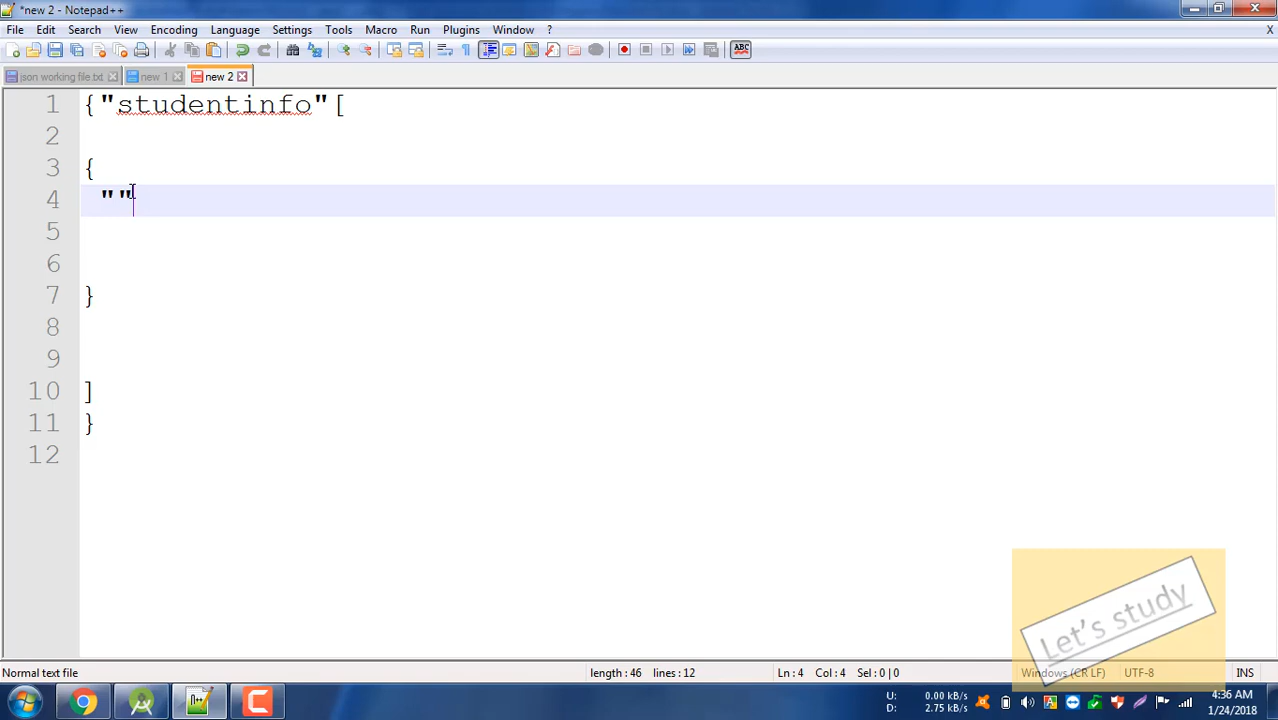 *new 2 - Notepad++
File Edit Search View Encoding Language Settings Tools Macro Run Plugins Window ? X
json working file.txt new 1 new 2
1 {"studentinfo"[
2
3 {
4 ""
5
6
7 }
8
9
10 ]
11 }
12
Let's study
Normal text file length : 46 lines : 12 Ln : 4 Col : 4 Sel : 0 | 0 Windows (CR LF) UTF-8 INS
U: 0.00 kB/s
D: 2.75 kB/s
4:36 AM
1/24/2018